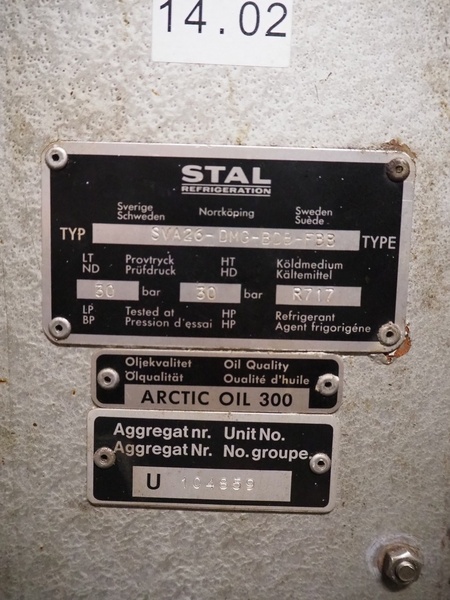 14.02
STAL
REFRIGERATION
Sverige Norrköping Sweden
Schweden Suède
TYP TYPE
LT Provtryck HT Köldmedium
ND Prüfdruck HD Kältemittel
30 bar 30 bar R717
LP Tested at HP Refrigerant
BP Pression d'essai HP Agent frigorigéne
Oljekvalitet Oil Quality
Ölqualität Qualité d'huile
ARCTIC OIL 300
Aggregat nr. Unit No.
Aggregat Nr. No. groupe.
U